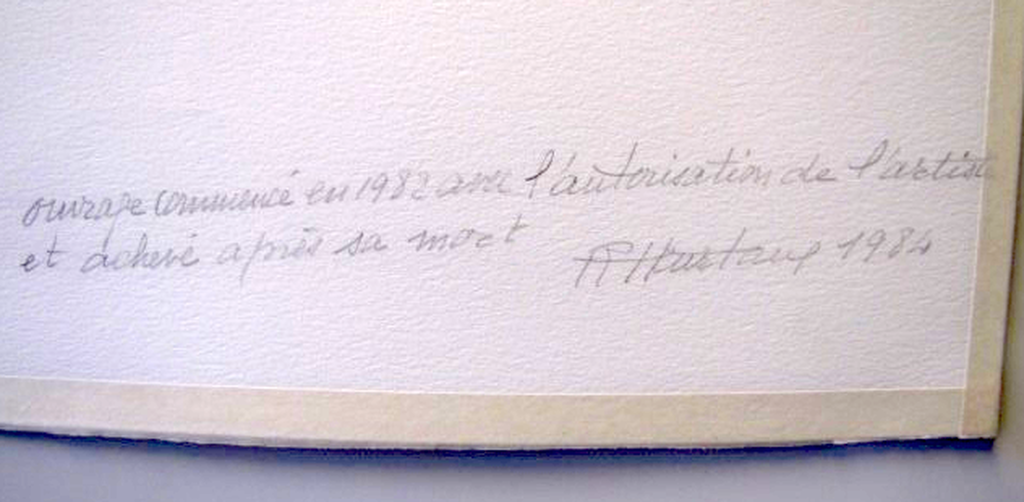 ouvrage commencé en 1982 avec l'autorisation de l'artiste
et achevé après sa mort 1984